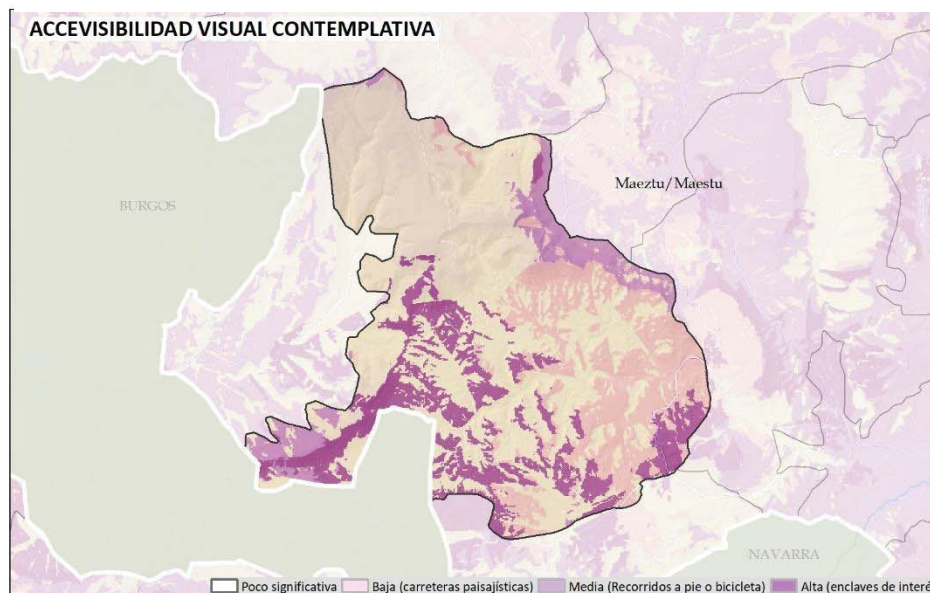 ACCEVISIBILIDAD VISUAL CONTEMPLATIVA
Maeztu/Maestu
BURGOS
NAVARRA
Poco significativa Baja (carreteras paisajísticas) Media (Recorridos a pie o bicicleta) Alta (enclaves de interé